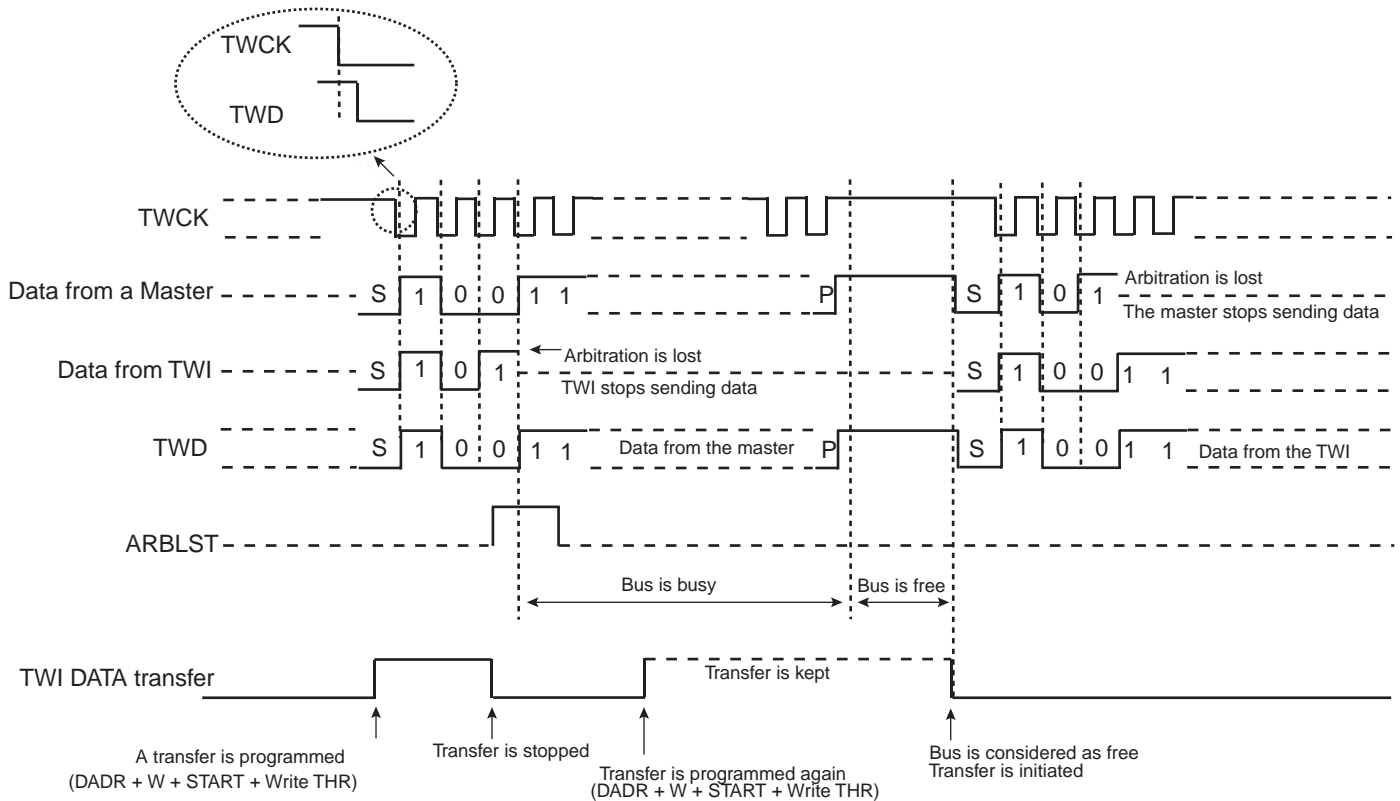 TWCK
TWD
TWCK
Data from a Master S 1 0 0 1 1 P S 1 0 1 Arbitration is lost
The master stops sending data
Data from TWI S 1 0 1 Arbitration is lost S 1 0 0 1 1
TWI stops sending data
TWD S 1 0 0 1 1 Data from the master P S 1 0 0 1 1 Data from the TWI
ARBLST
Bus is busy Bus is free
TWI DATA transfer Transfer is kept
A transfer is programmed
(DADR + W + START + Write THR)
Transfer is stopped
Transfer is programmed again
(DADR + W + START + Write THR)
Bus is considered as free
Transfer is initiated